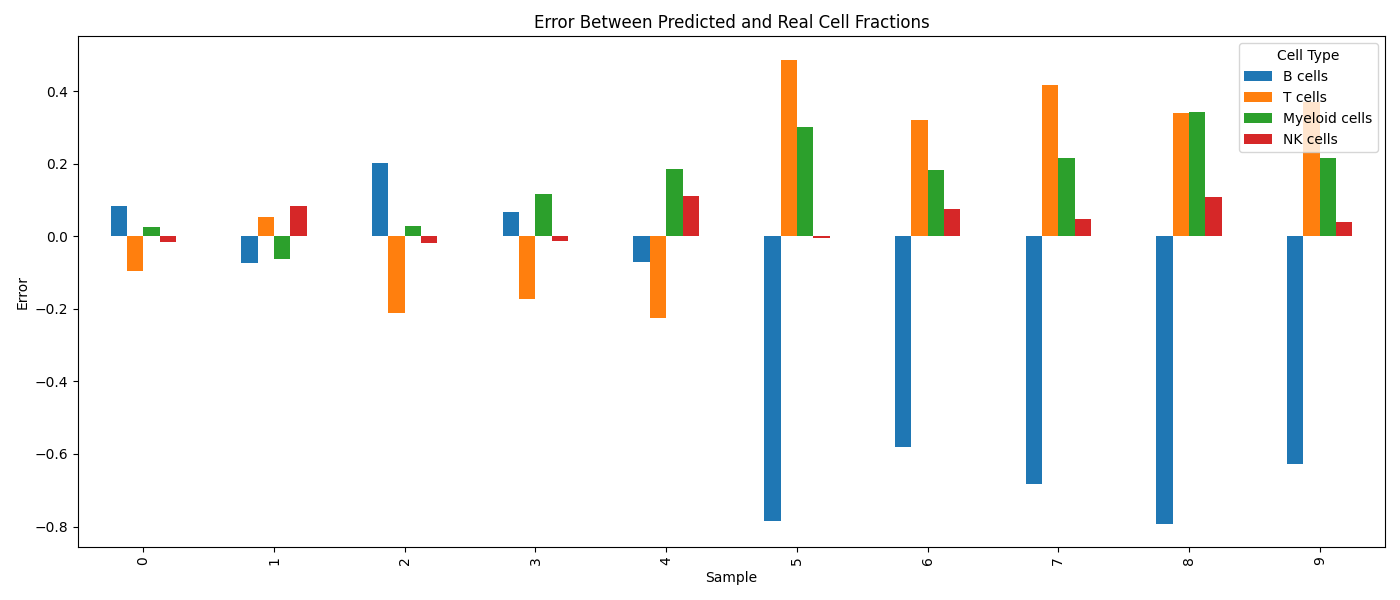 Error Between Predicted and Real Cell Fractions
Cell Type
B cells
T cells
Myeloid cells
NK cells
Error
0.4
0.2
0.0
−0.2
−0.4
−0.6
−0.8
0 1 2 3 4 5 6 7 8 9
Sample